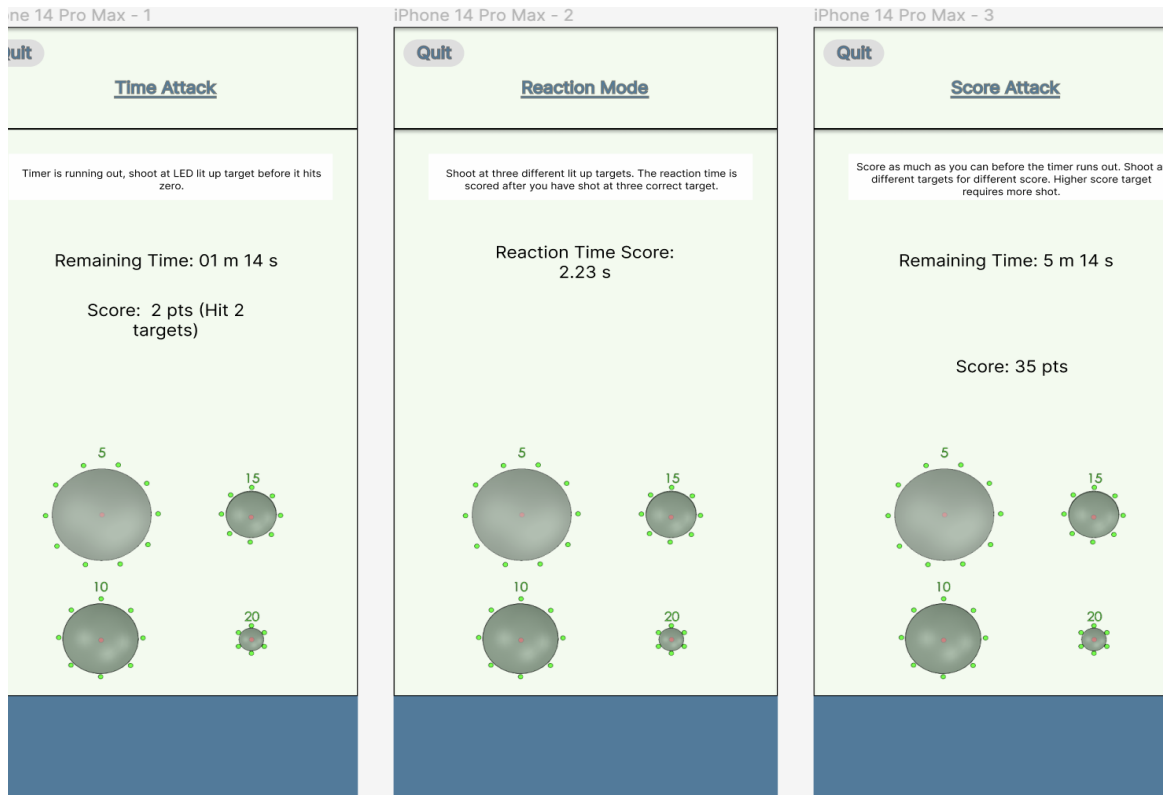 ne 14 Pro Max - 1
Quit
Time Attack
Timer is running out, shoot at LED lit up target before it hits
zero.
Remaining Time: 01 m 14 s
Score: 2 pts (Hit 2
targets)
5
15
10
20
iPhone 14 Pro Max - 2
Quit
Reaction Mode
Shoot at three different lit up targets. The reaction time is
scored after you have shot at three correct target.
Reaction Time Score:
2.23 s
5
15
10
20
iPhone 14 Pro Max - 3
Quit
Score Attack
Score as much as you can before the timer runs out. Shoot a
different targets for different score. Higher score target
requires more shot.
Remaining Time: 5 m 14 s
Score: 35 pts
5
15
10
20